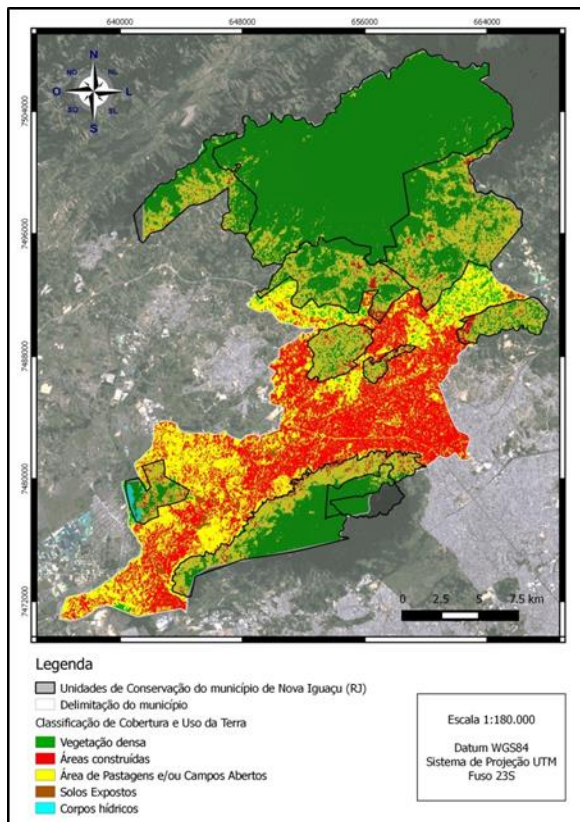 640000 648000 656000 664000
N
NO NL
O L
SO SL
S
7504000
7496000
7488000
7480000
7472000
0 2.5 5 7.5 km
Legenda
Unidades de Conservação do município de Nova Iguaçu (RJ)
Delimitação do município
Classificação de Cobertura e Uso da Terra
Vegetação densa
Áreas construídas
Área de Pastagens e/ou Campos Abertos
Solos Expostos
Corpos hídricos
Escala 1:180.000
Datum WGS84
Sistema de Projeção UTM
Fuso 23S